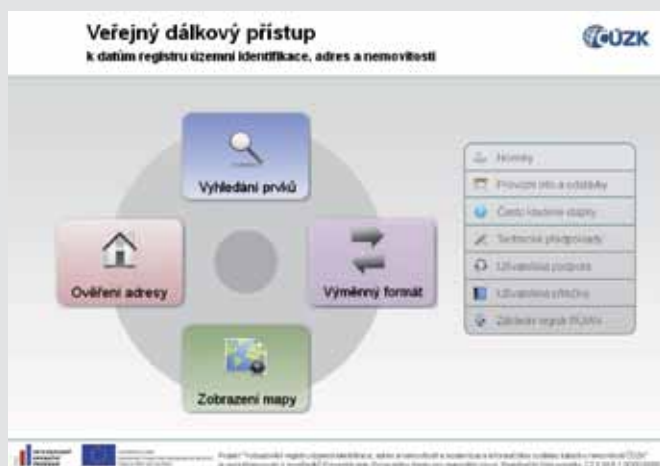 Veřejný dálkový přístup
k datům registru územní identifikace, adres a nemovitostí
ČÚZK
Vyhledání prvků
Ověření adresy
Výměnný formát
Zobrazení mapy
Novinky
Provozní info a odstávky
Často kladené otázky
Technické předpoklady
Uživatelská podpora
Uživatelská příručka
Základní registr RÚIAN